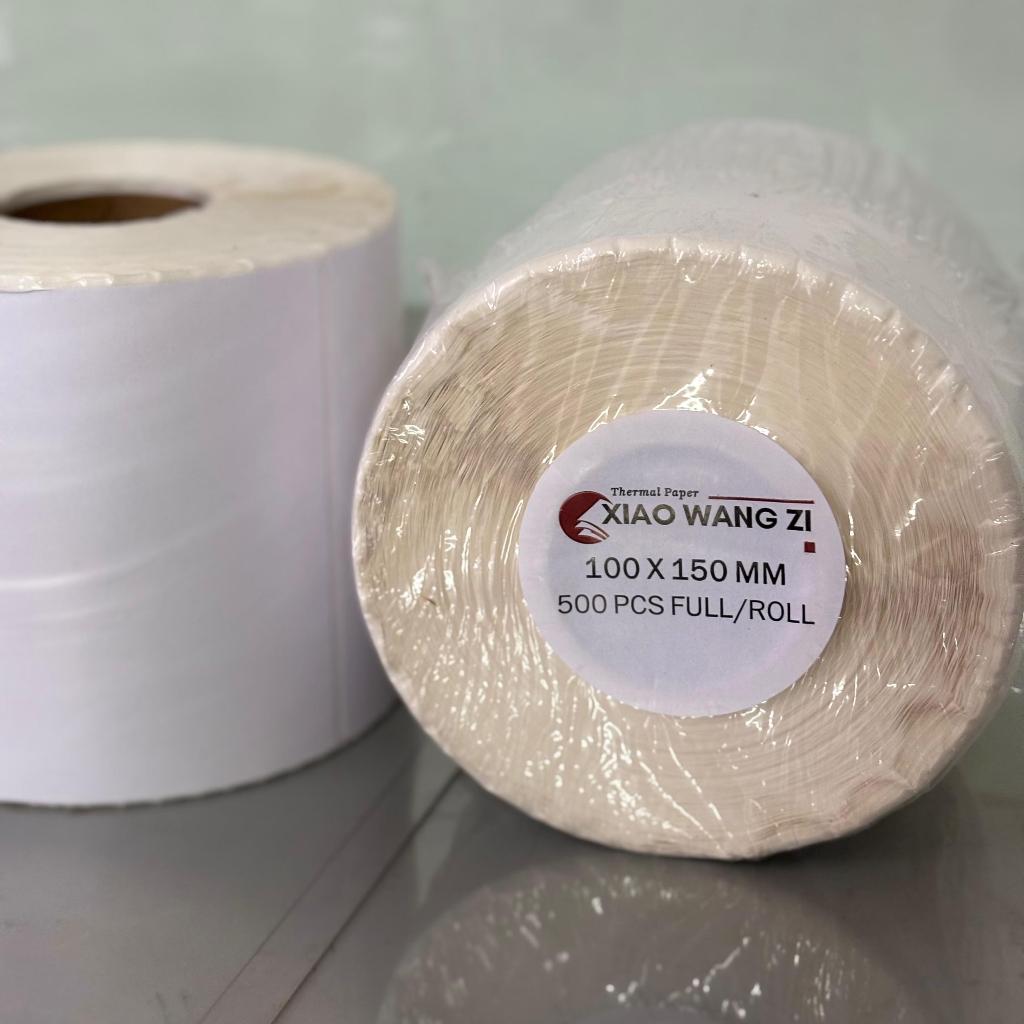 Thermal Paper
XIAO WANG ZI
100 X 150 MM
500 PCS FULL/ROLL